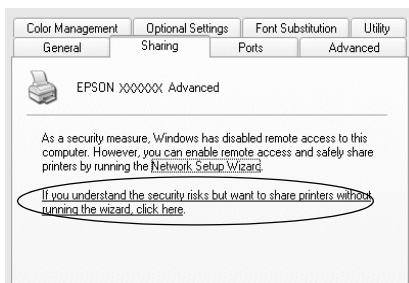 Color Management Optional Settings Font Substitution Utility
General Sharing Ports Advanced
EPSON XXXXXX Advanced
As a security measure, Windows has disabled remote access to this
computer. However, you can enable remote access and safely share
printers by running the Network Setup Wizard.
If you understand the security risks but want to share printers without
running the wizard, click here.